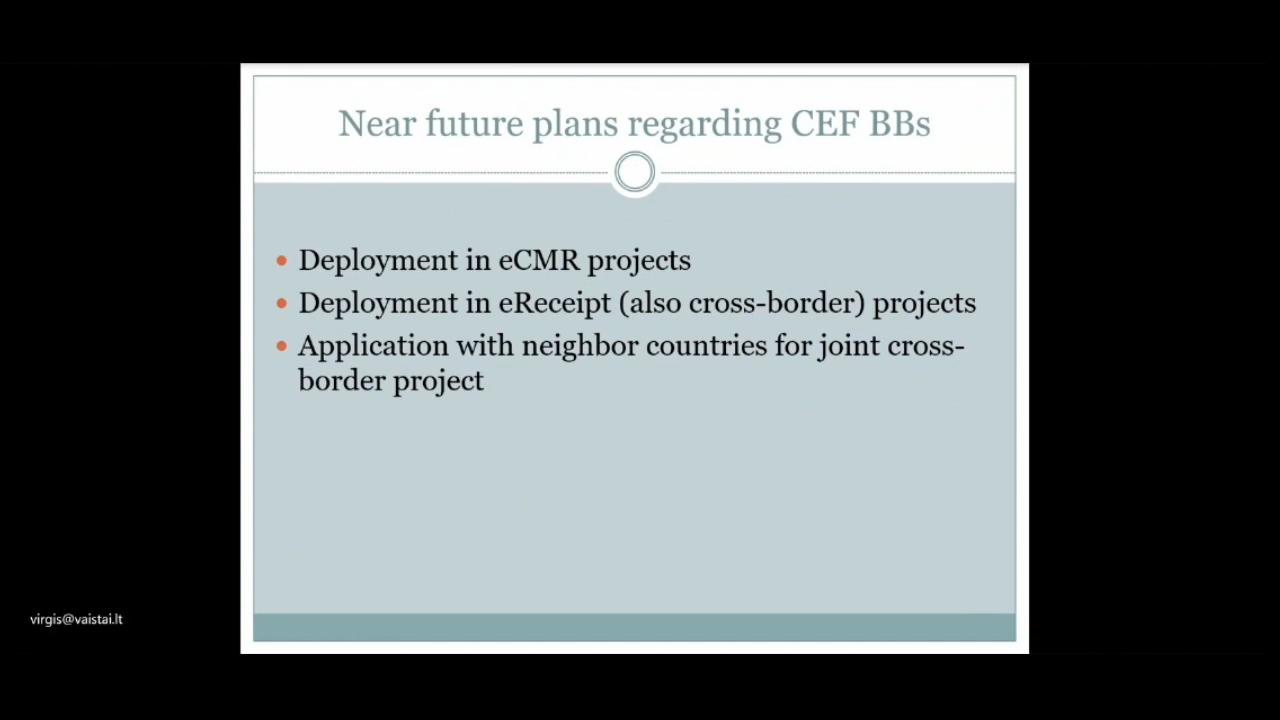 Near future plans regarding CEF BBs
• Deployment in eCMR projects
• Deployment in eReceipt (also cross-border) projects
• Application with neighbor countries for joint cross-
border project
virgis@vaistai.lt